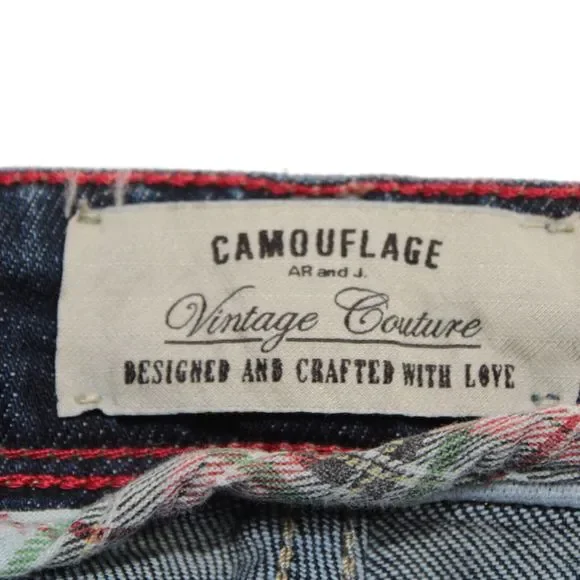 CAMOUFLAGE
AR and J.
Vintage Couture
DESIGNED AND CRAFTED WITH LOVE